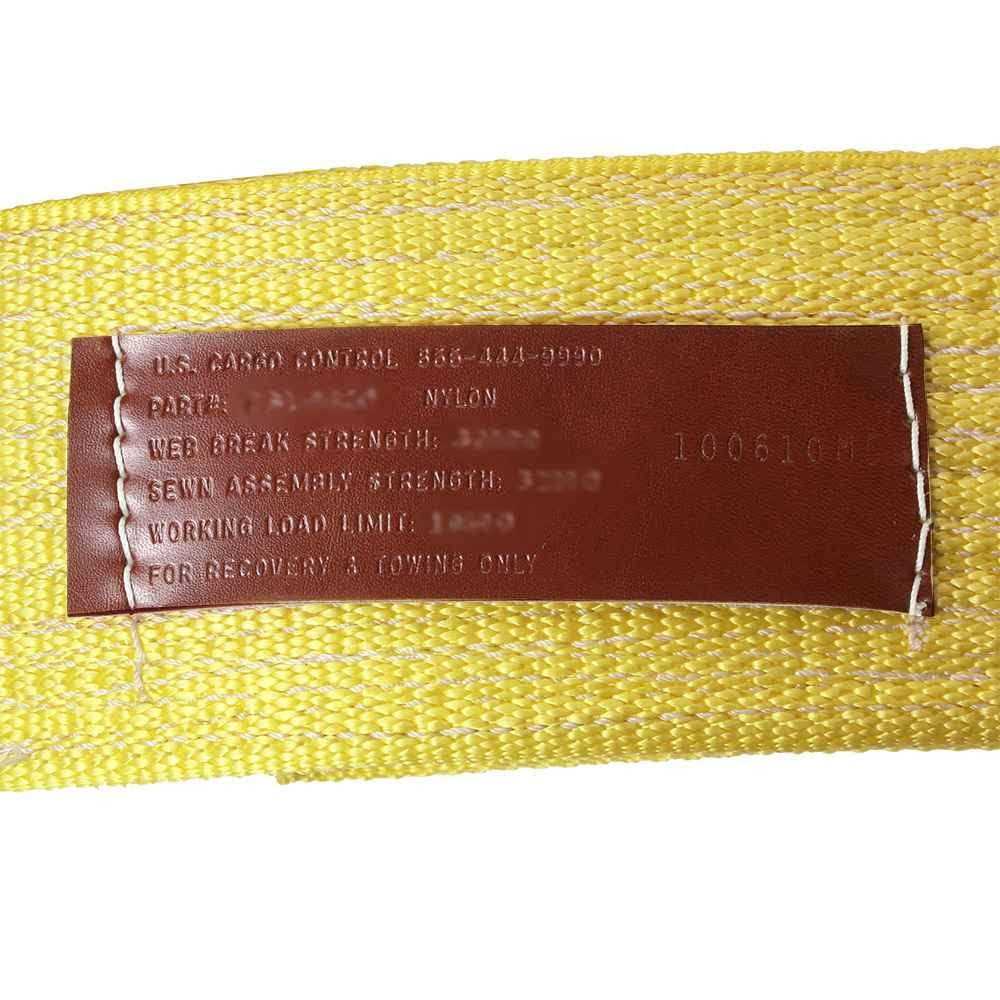 U.S. CARGO CONTROL 866-444-9990
PART#: NYLON
WEB BREAK STRENGTH:
SEWN ASSEMBLY STRENGTH:
WORKING LOAD LIMIT:
FOR RECOVERY & TOWING ONLY
100610H